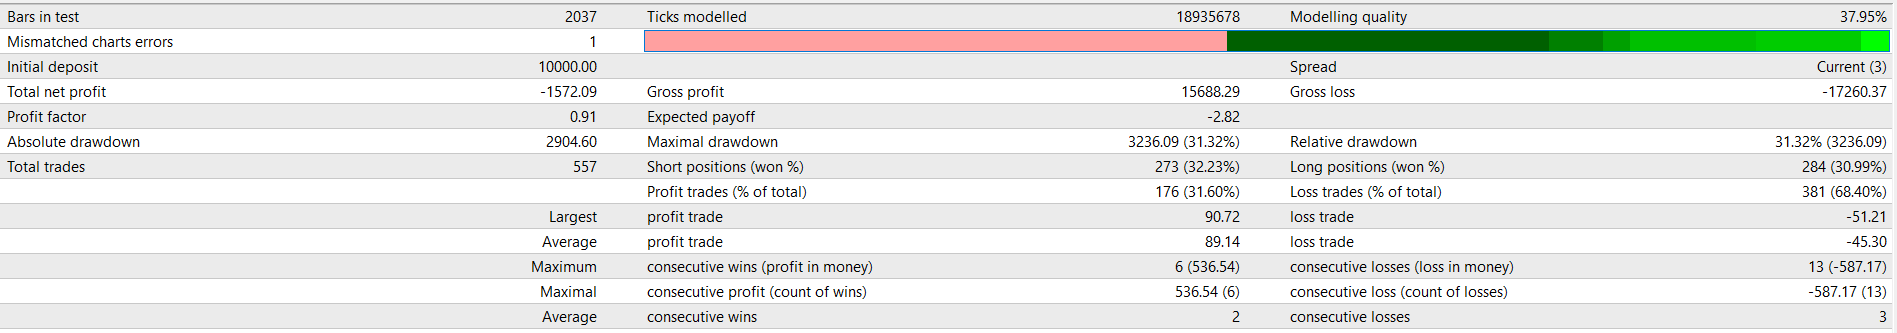 Bars in test 2037 Ticks modelled 18935678 Modelling quality 37.95%
Mismatched charts errors 1
Initial deposit 10000.00 Spread Current (3)
Total net profit -1572.09 Gross profit 15688.29 Gross loss -17260.37
Profit factor 0.91 Expected payoff -2.82
Absolute drawdown 2904.60 Maximal drawdown 3236.09 (31.32%) Relative drawdown 31.32% (3236.09)
Total trades 557 Short positions (won %) 273 (32.23%) Long positions (won %) 284 (30.99%)
Profit trades (% of total) 176 (31.60%) Loss trades (% of total) 381 (68.40%)
Largest profit trade 90.72 loss trade -51.21
Average profit trade 89.14 loss trade -45.30
Maximum consecutive wins (profit in money) 6 (536.54) consecutive losses (loss in money) 13 (-587.17)
Maximal consecutive profit (count of wins) 536.54 (6) consecutive loss (count of losses) -587.17 (13)
Average consecutive wins 2 consecutive losses 3